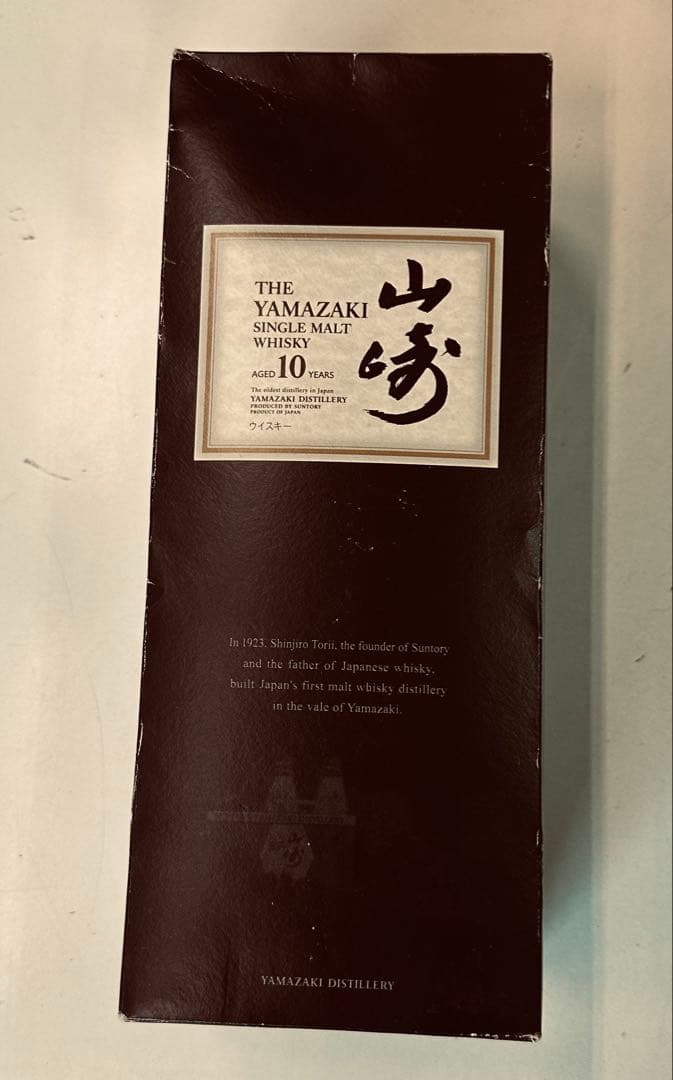 THE
YAMAZAKI
SINGLE MALT
WHISKY
AGED 10 YEARS
The oldest distillery in Japan
YAMAZAKI DISTILLERY
PRODUCED BY SUNTORY
PRODUCT OF JAPAN
ウイスキー
山崎
In 1923, Shinjiro Torii, the founder of Suntory
and the father of Japanese whisky,
built Japan's first malt whisky distillery
in the vale of Yamazaki.
山崎
YAMAZAKI DISTILLERY